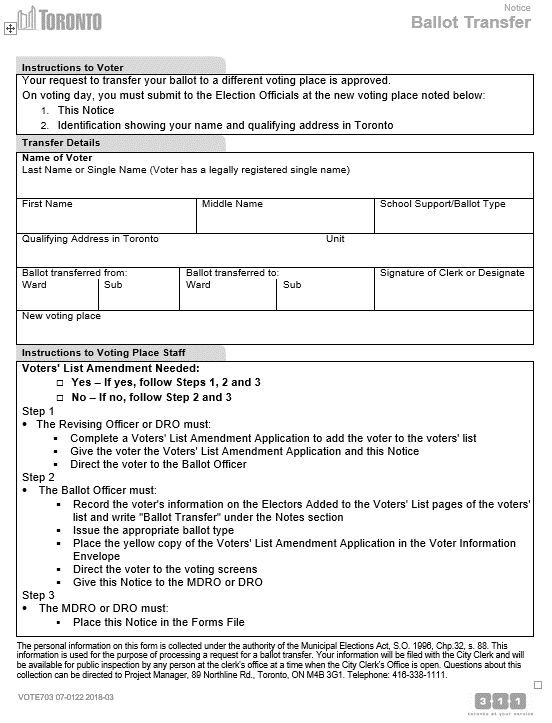 TORONTO
Notice
Ballot Transfer
Instructions to Voter
Your request to transfer your ballot to a different voting place is approved.
On voting day, you must submit to the Election Officials at the new voting place noted below:
1. This Notice
2. Identification showing your name and qualifying address in Toronto
Transfer Details
Name of Voter
Last Name or Single Name (Voter has a legally registered single name)
First Name Middle Name School Support/Ballot Type
Qualifying Address in Toronto Unit
Ballot transferred from: Ballot transferred to: Signature of Clerk or Designate
Ward Sub Ward Sub
New voting place
Instructions to Voting Place Staff
Voters' List Amendment Needed:
□ Yes – If yes, follow Steps 1, 2 and 3
□ No – If no, follow Step 2 and 3
Step 1
• The Revising Officer or DRO must:
▪ Complete a Voters' List Amendment Application to add the voter to the voters' list
▪ Give the voter the Voters' List Amendment Application and this Notice
▪ Direct the voter to the Ballot Officer
Step 2
• The Ballot Officer must:
▪ Record the voter's information on the Electors Added to the Voters' List pages of the voters'
list and write "Ballot Transfer" under the Notes section
▪ Issue the appropriate ballot type
▪ Place the yellow copy of the Voters' List Amendment Application in the Voter Information
Envelope
▪ Direct the voter to the voting screens
▪ Give this Notice to the MDRO or DRO
Step 3
• The MDRO or DRO must:
▪ Place this Notice in the Forms File
The personal information on this form is collected under the authority of the Municipal Elections Act, S.O. 1996, Chp.32, s. 88. This
information is used for the purpose of processing a request for a ballot transfer. Your information will be filed with the City Clerk and will
be available for public inspection by any person at the clerk's office at a time when the City Clerk's Office is open. Questions about this
collection can be directed to Project Manager, 89 Northline Rd., Toronto, ON M4B 3G1. Telephone: 416-338-1111.
VOTE703 07-0122 2018-03
311
toronto at your service